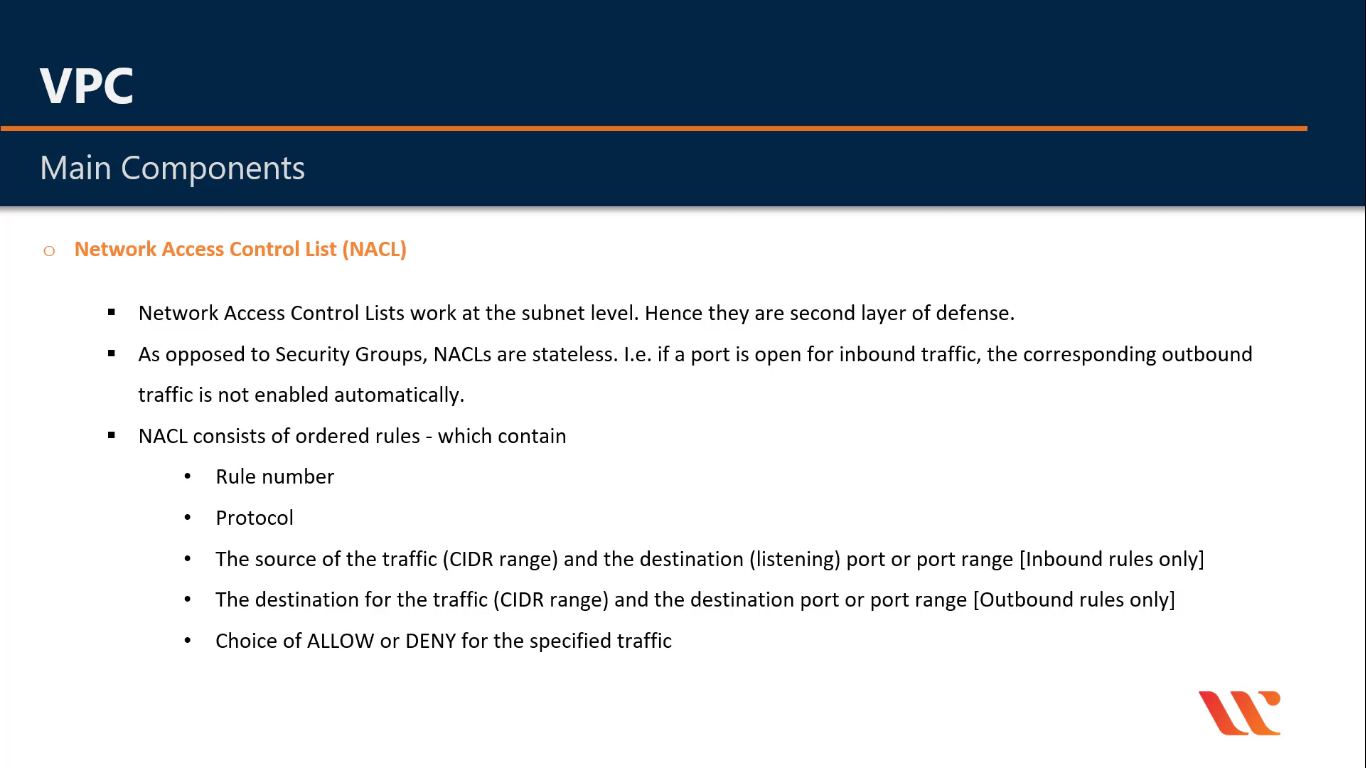 VPC
Main Components
Network Access Control List (NACL)
Network Access Control Lists work at the subnet level. Hence they are second layer of defense.
As opposed to Security Groups, NACLs are stateless. I.e. if a port is open for inbound traffic, the corresponding outbound
traffic is not enabled automatically.
NACL consists of ordered rules - which contain
Rule number
Protocol
The source of the traffic (CIDR range) and the destination (listening) port or port range [Inbound rules only]
The destination for the traffic (CIDR range) and the destination port or port range [Outbound rules only]
Choice of ALLOW or DENY for the specified traffic